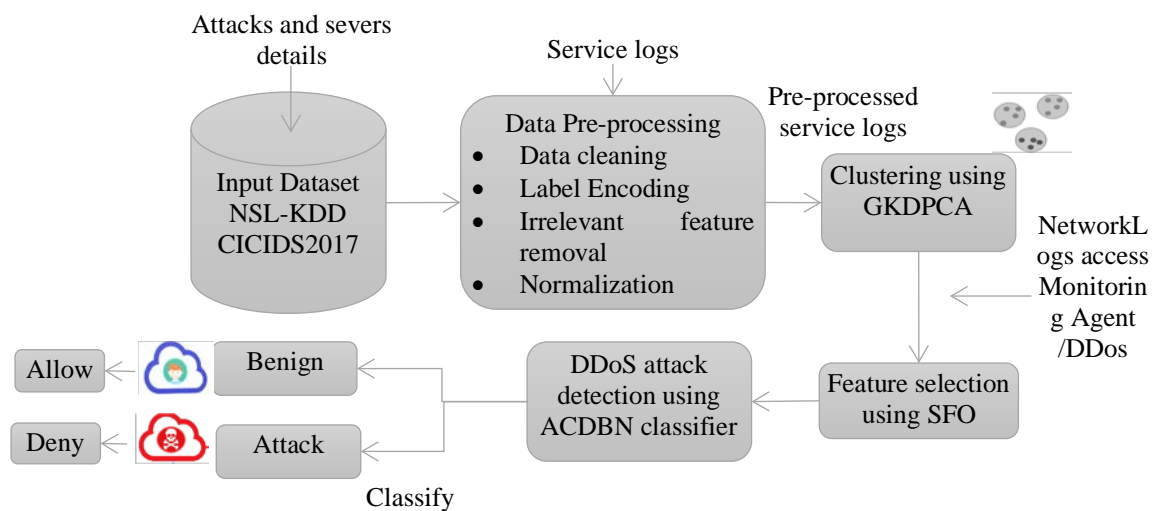 Attacks and severs
details
Service logs
Input Dataset
NSL-KDD
CICIDS2017
Data Pre-processing
• Data cleaning
• Label Encoding
• Irrelevant feature
removal
• Normalization
Pre-processed
service logs
Clustering using
GKDPCA
NetworkL
ogs access
Monitorin
g Agent
/DDos
Feature selection
using SFO
DDoS attack
detection using
ACDBN classifier
Benign
Allow
Attack
Deny
Classify